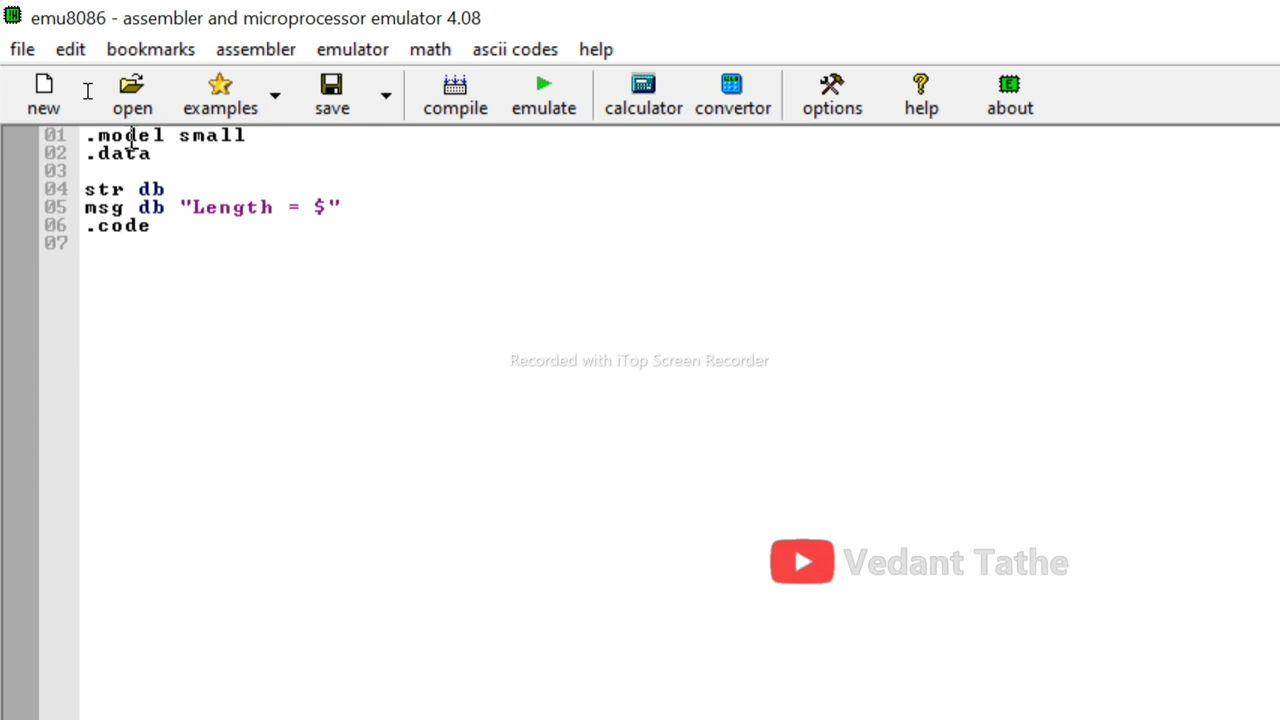 emu8086 - assembler and microprocessor emulator 4.08
file edit bookmarks assembler emulator math ascii codes help
new open examples save compile emulate calculator convertor options help about
01 .model small
02 .data
03
04 str db
05 msg db "Length = $"
06 .code
07
Recorded with iTop Screen Recorder
Vedant Tathe